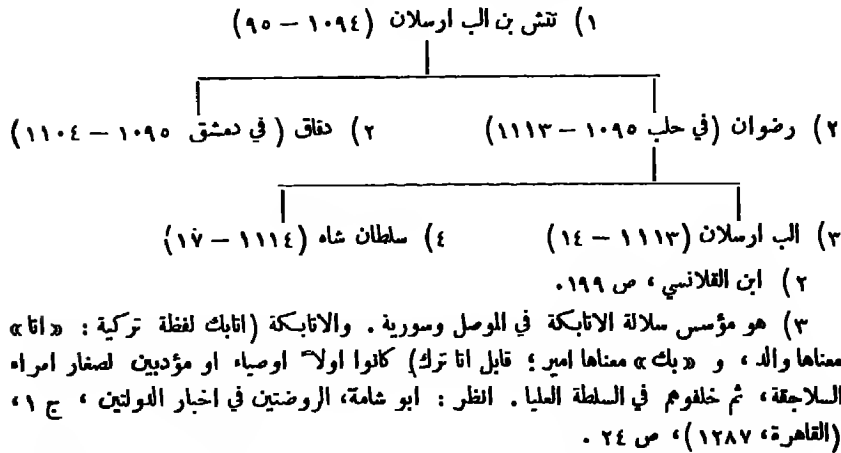 ١) تتش بن الب ارسلان (١٠٩٤ – ٩٥)
٢) رضوان (في حلب ١٠٩٥ – ١١١٣) ٢) دقاق (في دمشق ١٠٩٥ – ١١٠٤)
٣) الب ارسلان (١١١٣ – ١٤) ٤) سلطان شاه (١١١٤ – ١٧)
٢) ابن القلانسي، ص ١٩٩.
٣) هو مؤسس سلالة الاتابكة في الموصل وسورية. والاتابكة (اتابك لفظة تركية: «اتا»
معناها والد، و «بك» معناها امير؛ قابل اتا ترك) كانوا اولاً اوصياء او مؤدبين لصغار امراء
السلاجقة، ثم خلفوهم في السلطة العليا. انظر: ابو شامة، الروضتين في اخبار الدولتين، ج ١،
(القاهرة، ١٢٨٧)، ص ٢٤.